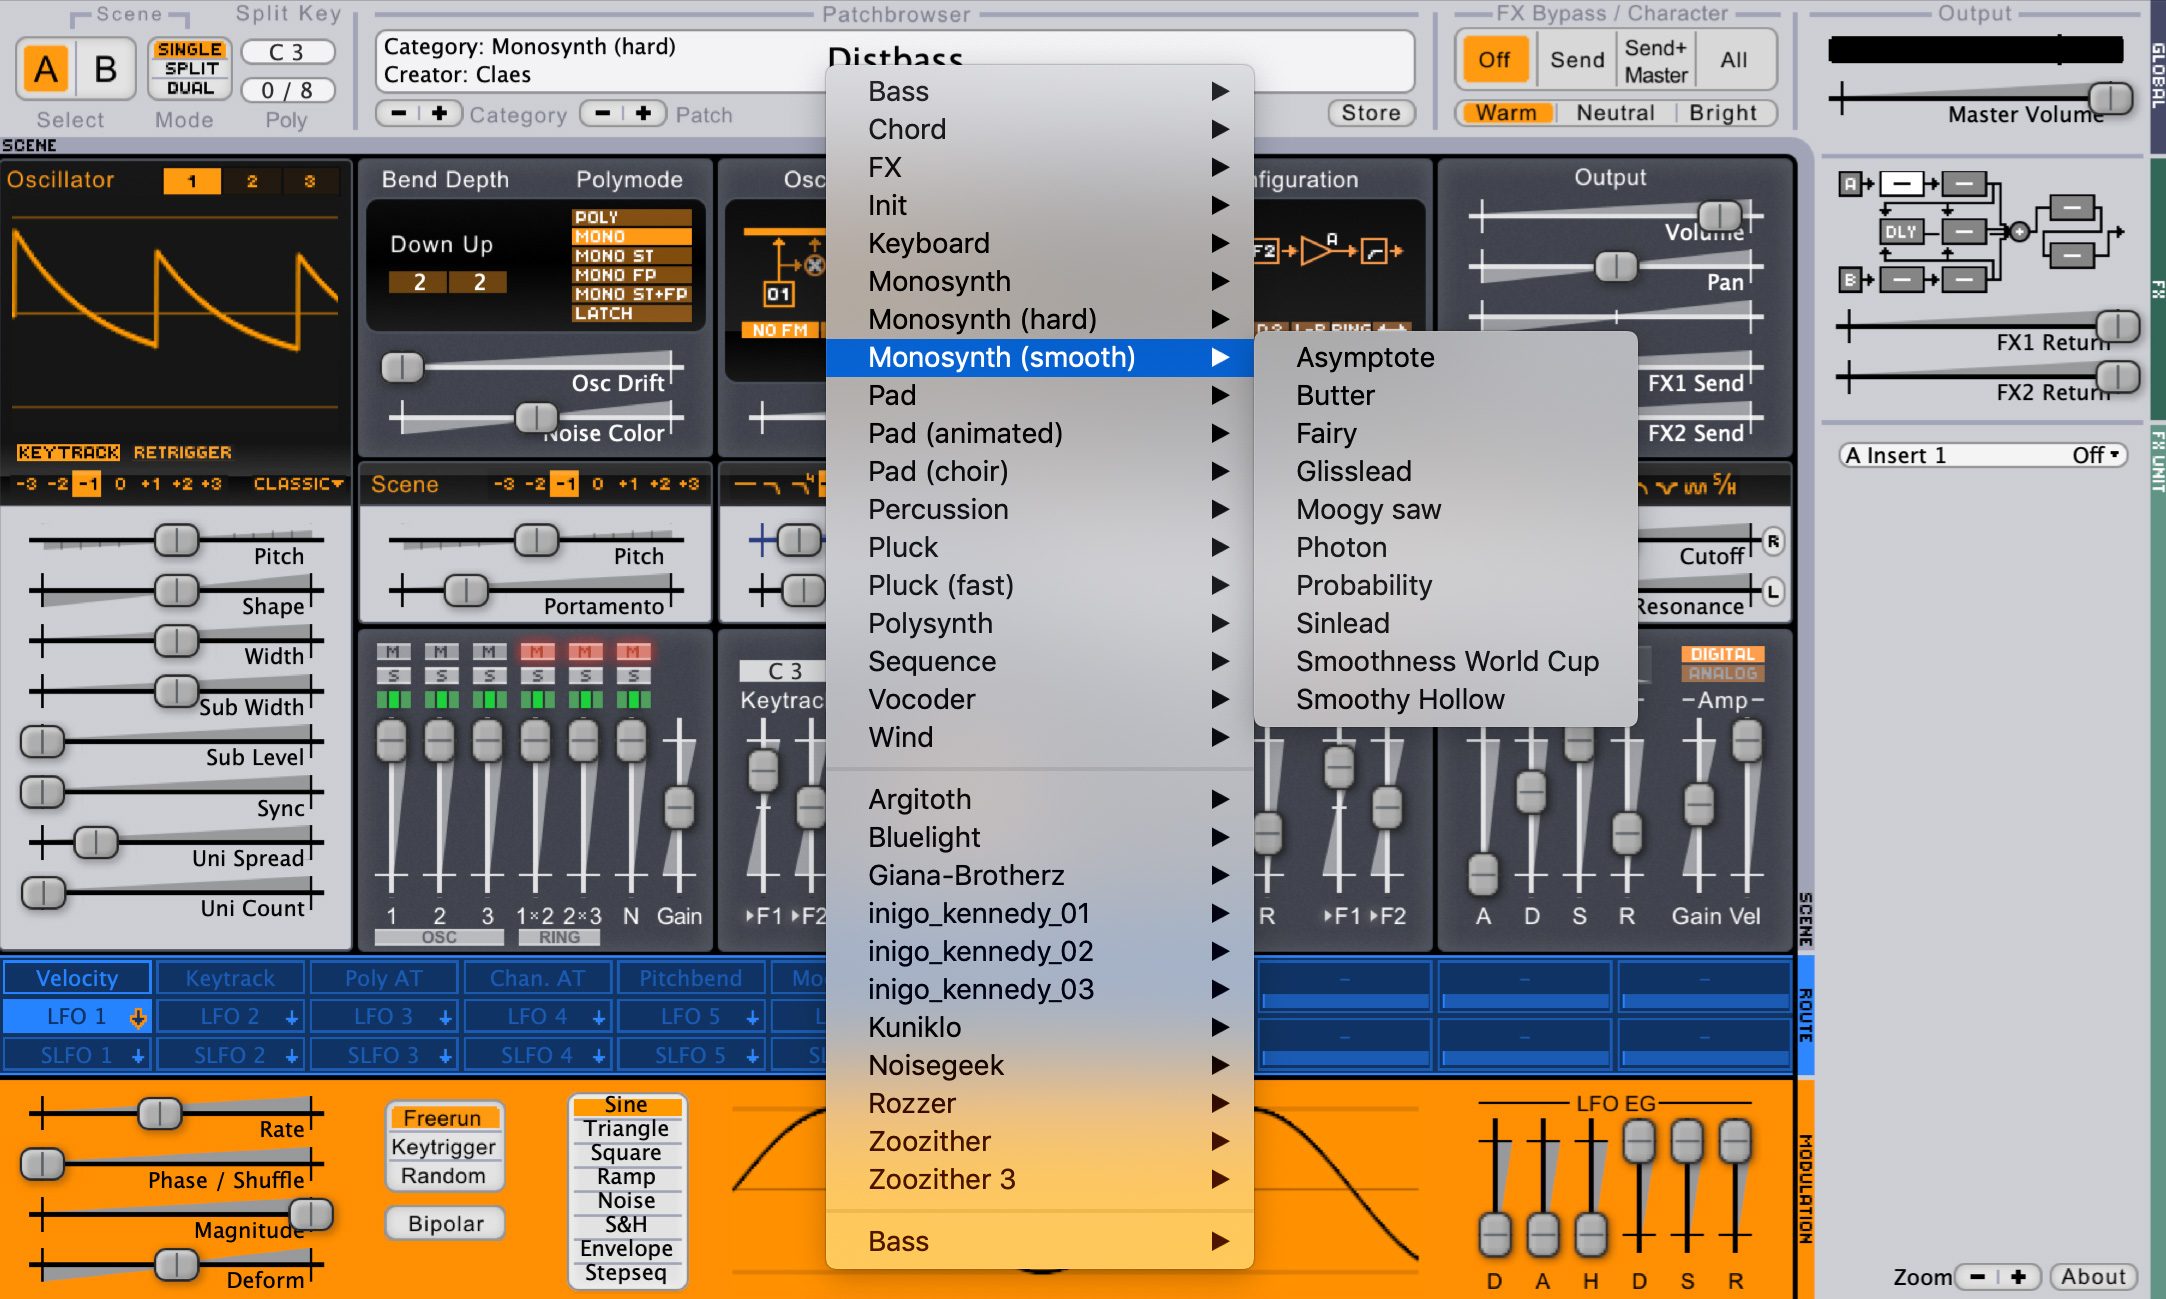 Scene
Split Key
Patchbrowser
FX Bypass / Character
Output
A B
SINGLE
SPLIT
DUAL
C 3
0 / 8
Select
Mode
Poly
Category: Monosynth (hard)
Creator: Claes
Distbass
- + Category
- + Patch
Store
Off
Send
Send+
Master
All
Warm
Neutral
Bright
Master Volume
GLOBAL
SCENE
Oscillator
1 2 3
KEYTRACK
RETRIGGER
-3 -2 -1 0 +1 +2 +3
CLASSIC
Pitch
Shape
Width
Sub Width
Sub Level
Sync
Uni Spread
Uni Count
Bend Depth
Polymode
Down Up
2 2
POLY
MONO
MONO ST
MONO FP
MONO ST+FP
LATCH
Osc Drift
Noise Color
Scene
-3 -2 -1 0 +1 +2 +3
Pitch
Portamento
M M M M M M
S S S S S S
1 2 3 1×2 2×3 N Gain
OSC
RING
Osc
01
NO FM
C 3
Keytrac
F1 F2
Bass
Chord
FX
Init
Keyboard
Monosynth
Monosynth (hard)
Monosynth (smooth)
Pad
Pad (animated)
Pad (choir)
Percussion
Pluck
Pluck (fast)
Polysynth
Sequence
Vocoder
Wind
Argitoth
Bluelight
Giana-Brotherz
inigo_kennedy_01
inigo_kennedy_02
inigo_kennedy_03
Kuniklo
Noisegeek
Rozzer
Zoozither
Zoozither 3
Bass
Asymptote
Butter
Fairy
Glisslead
Moogy saw
Photon
Probability
Sinlead
Smoothness World Cup
Smoothy Hollow
figuration
F2
A
RING
Output
Volume
Pan
FX1 Send
FX2 Send
S/H
Cutoff
R
Resonance
L
DIGITAL
ANALOG
Amp
R
F1 F2
A D S R
Gain Vel
A
DLY
B
FX1 Return
FX2 Return
FX
FX UNIT
A Insert 1
Off
SCENE
ROUTE
MODULATION
Velocity
Keytrack
Poly AT
Chan. AT
Pitchbend
Mo
LFO 1
LFO 2
LFO 3
LFO 4
LFO 5
L
SLFO 1
SLFO 2
SLFO 3
SLFO 4
SLFO 5
SL
Rate
Phase / Shuffle
Magnitude
Deform
Freerun
Keytrigger
Random
Bipolar
Sine
Triangle
Square
Ramp
Noise
S&H
Envelope
Stepseq
LFO EG
D A H D S R
Zoom - +
About